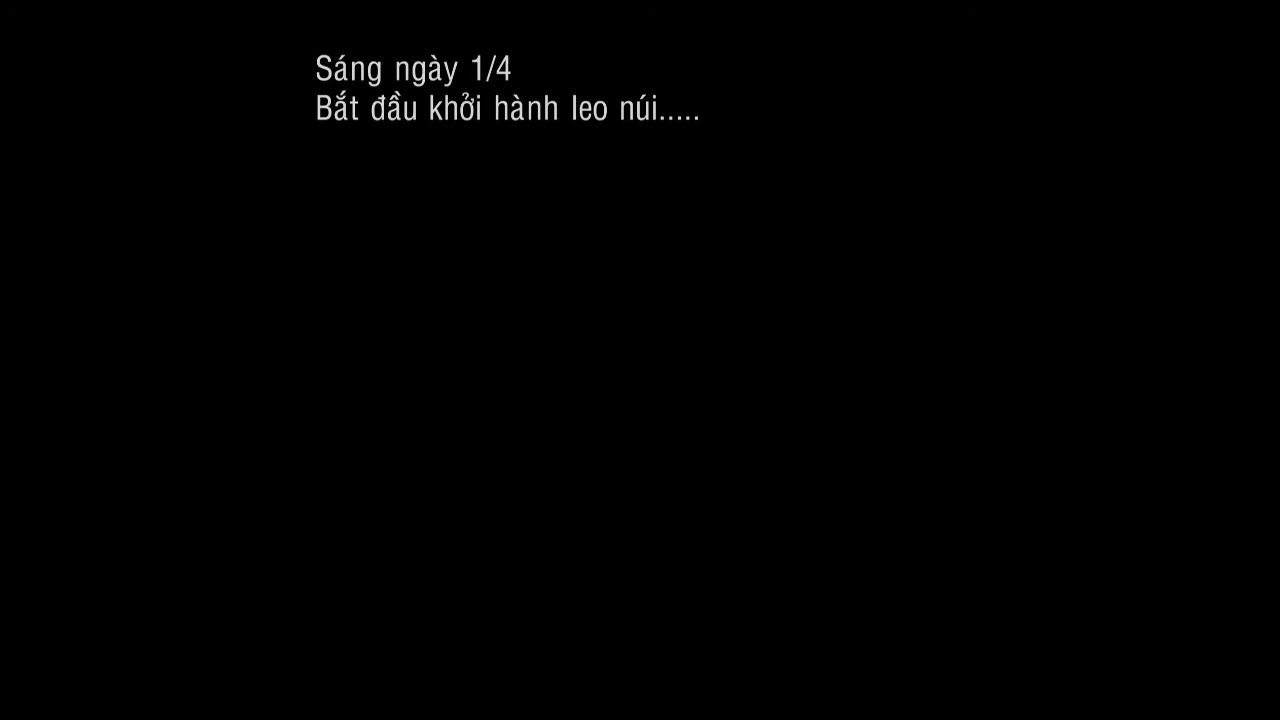 Sáng ngày 1/4
Bắt đầu khởi hành leo núi.....